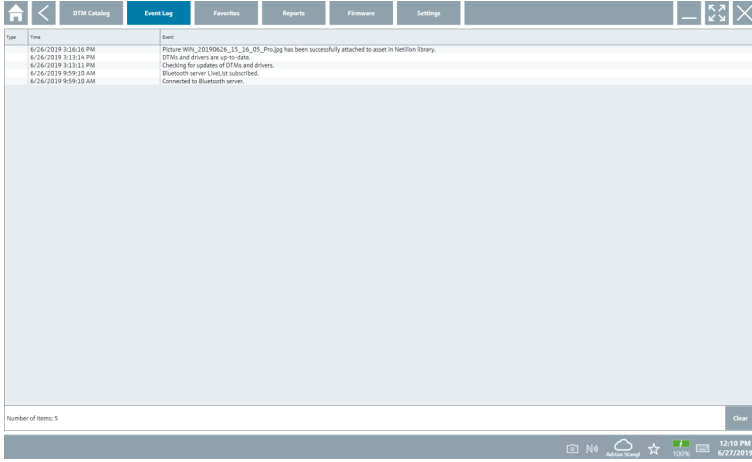 DTM Catalog Event Log Favorites Reports Firmware Settings
Type Time Event
6/26/2019 3:16:16 PM Picture WIN_20190626_15_16_05_Pro.jpg has been successfully attached to asset in Netilion library.
6/26/2019 3:13:14 PM DTMs and drivers are up-to-date.
6/26/2019 3:13:11 PM Checking for updates of DTMs and drivers.
6/26/2019 9:59:10 AM Bluetooth server LiveList subscribed.
6/26/2019 9:59:10 AM Connected to Bluetooth server.
Number of items: 5 Clear
Adrian Stangl 100% 12:10 PM
6/27/2019